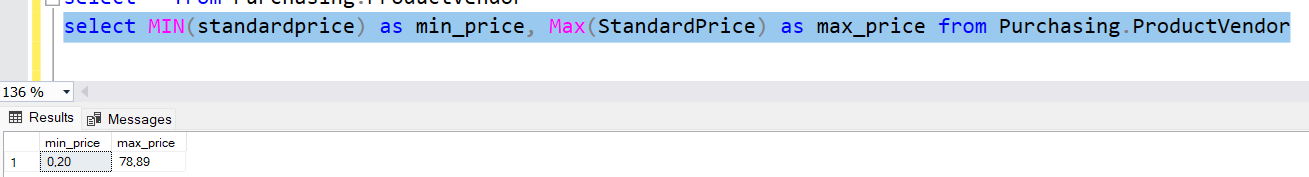 select MIN(standardprice) as min_price, Max(StandardPrice) as max_price from Purchasing.ProductVendor
136 %
Results Messages
min_price max_price
1 0,20 78,89